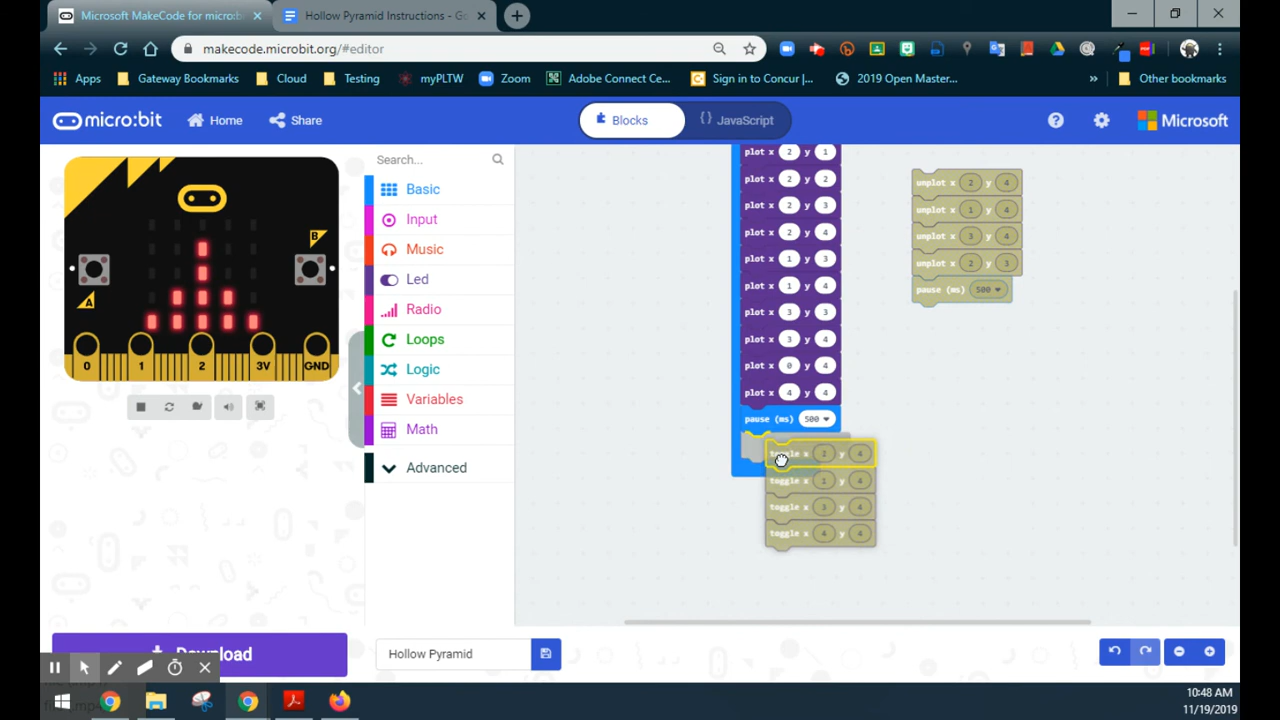 Microsoft MakeCode for micro:bit
Hollow Pyramid Instructions - Go
makecode.microbit.org/#editor
Apps
Gateway Bookmarks
Cloud
Testing
myPLTW
Zoom
Adobe Connect Ce...
Sign in to Concur |...
2019 Open Master...
»
Other bookmarks
micro:bit
Home
Share
Blocks
{} JavaScript
Microsoft
Search...
Basic
Input
Music
Led
Radio
Loops
Logic
Variables
Math
Advanced
A
B
0 1 2 3V GND
plot x 2 y 1
plot x 2 y 2
plot x 2 y 3
plot x 2 y 4
plot x 1 y 3
plot x 1 y 4
plot x 3 y 3
plot x 3 y 4
plot x 0 y 4
plot x 4 y 4
pause (ms) 500
toggle x 2 y 4
toggle x 1 y 4
toggle x 3 y 4
toggle x 4 y 4
unplot x 2 y 4
unplot x 1 y 4
unplot x 3 y 4
unplot x 2 y 3
pause (ms) 500
Download
Hollow Pyramid
10:48 AM
11/19/2019